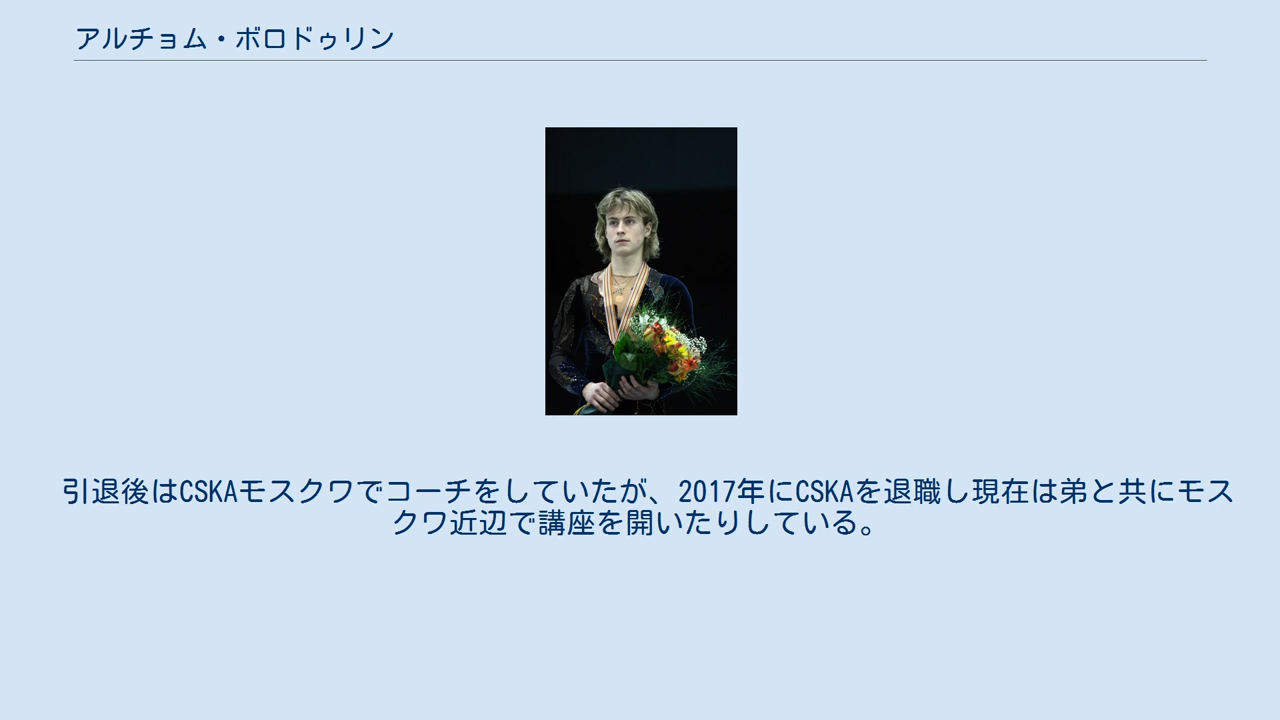 アルチョム・ボロドゥリン
引退後はCSKAモスクワでコーチをしていたが、2017年にCSKAを退職し現在は弟と共にモス
クワ近辺で講座を開いたりしている。